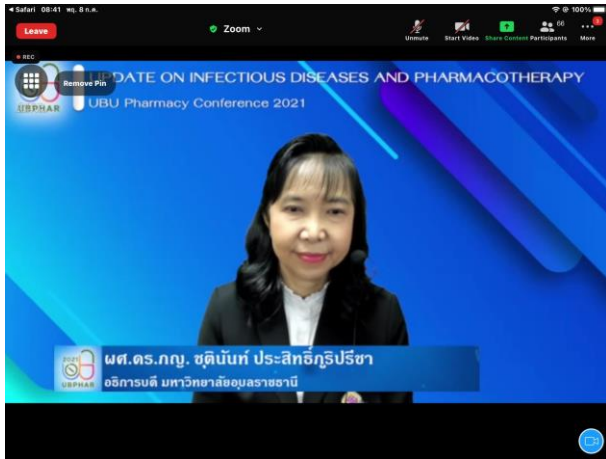 Safari 08:41 พฤ. 8 ก.ค.
100%
Leave
Zoom
Unmute
Start Video
Share Content
66
Participants
More
REC
Remove Pin
UPDATE ON INFECTIOUS DISEASES AND PHARMACOTHERAPY
UBU Pharmacy Conference 2021
UBPHAR
2021
UBPHAR
ผศ.ดร.ภญ. ชุตินันท์ ประสิทธิ์ภูริปรีชา
อธิการบดี มหาวิทยาลัยอุบลราชธานี